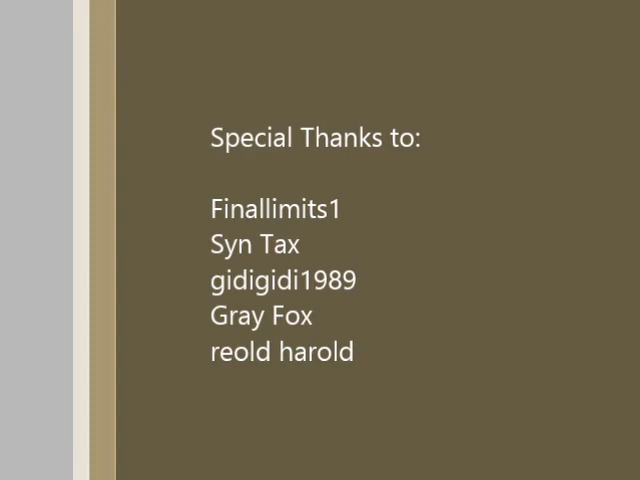 Special Thanks to:
Finallimits1
Syn Tax
gidigidi1989
Gray Fox
reold harold